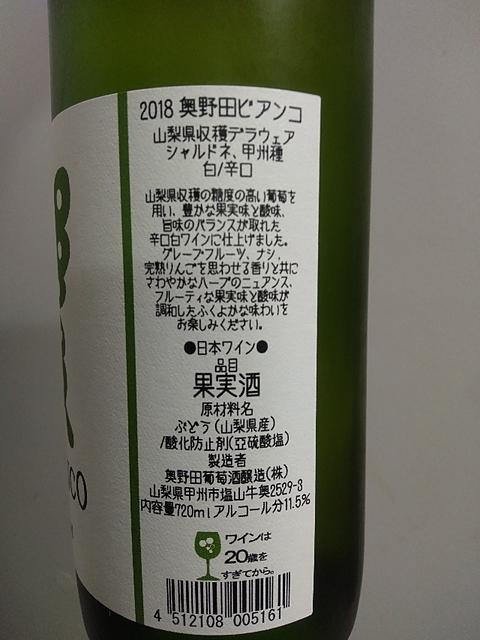 2018 奥野田ビアンコ
山梨県収穫デラウェア
シャルドネ、甲州種
白/辛口
山梨県収穫の糖度の高い葡萄を
用い、豊かな果実味と酸味、
旨味のバランスが取れた
辛口白ワインに仕上げました。
グレープフルーツ、ナシ、
完熟りんごを思わせる香りと共に
さわやかなハーブのニュアンス、
フルーティな果実味と酸味が
調和したふくよかな味わいを
お楽しみください。
●日本ワイン●
品目
果実酒
原材料名
ぶどう(山梨県産)
/酸化防止剤(亞硫酸塩)
製造者
奥野田葡萄酒醸造(株)
山梨県甲州市塩山牛奥2529-3
内容量720mlアルコール分11.5%
ワインは
20歳を
すぎてから。
4 512108 005161